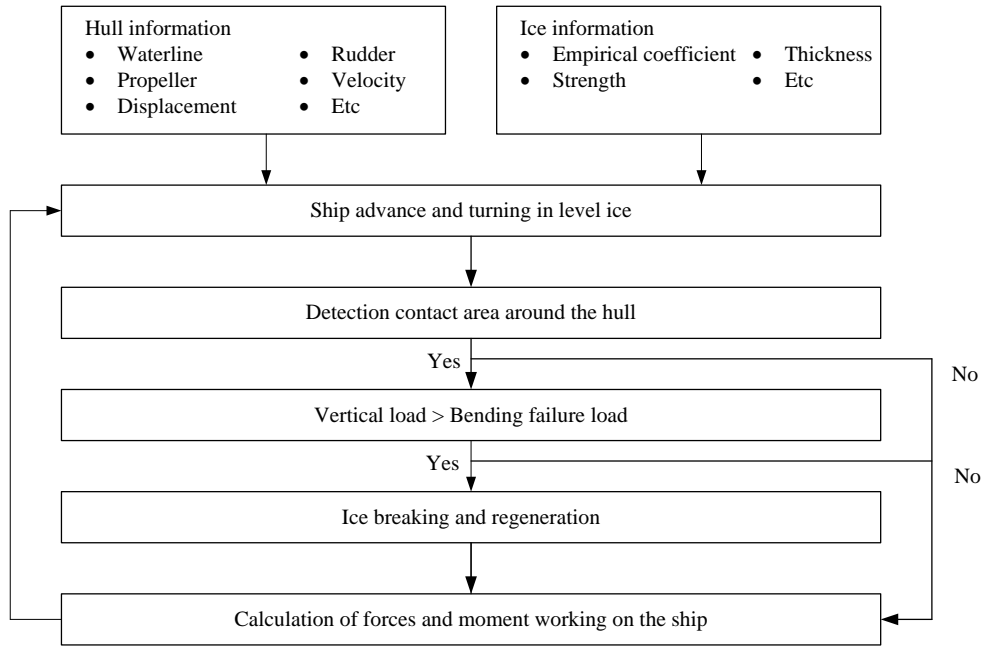 Hull information
• Waterline
• Propeller
• Displacement
• Rudder
• Velocity
• Etc
Ice information
• Empirical coefficient
• Strength
• Thickness
• Etc
Ship advance and turning in level ice
Detection contact area around the hull
Yes
No
Vertical load > Bending failure load
Yes
No
Ice breaking and regeneration
Calculation of forces and moment working on the ship